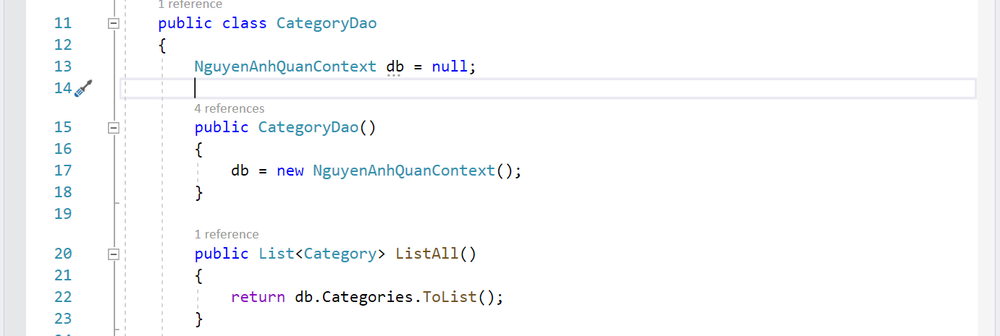 1 reference
11 public class CategoryDao
12 {
13 NguyenAnhQuanContext db = null;
14
4 references
15 public CategoryDao()
16 {
17 db = new NguyenAnhQuanContext();
18 }
19
1 reference
20 public List<Category> ListAll()
21 {
22 return db.Categories.ToList();
23 }